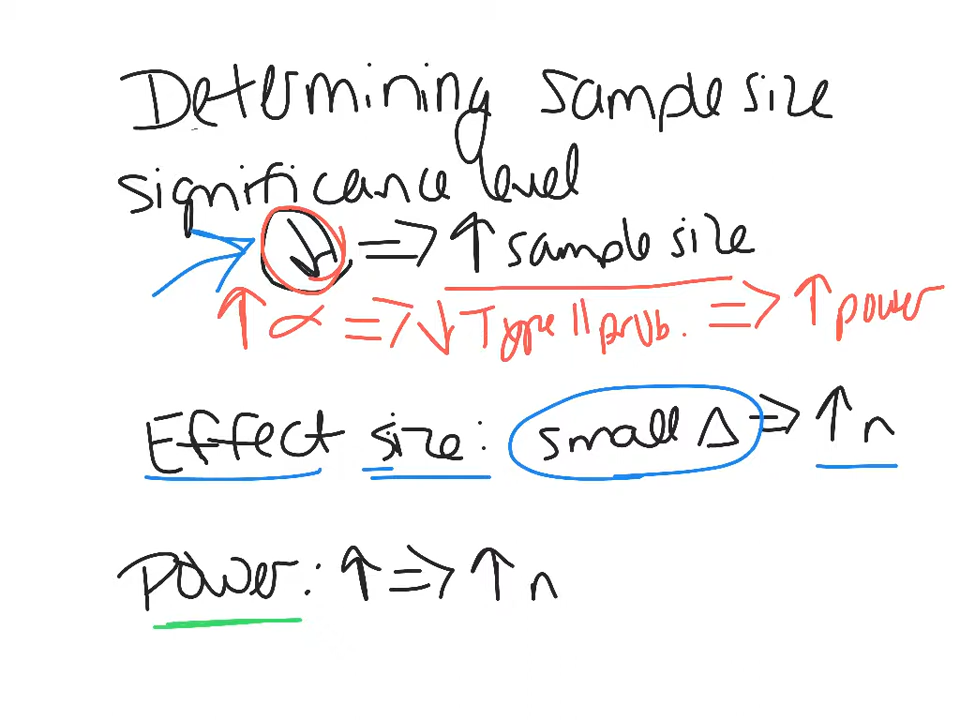 Determining sample size
significance level
↓ => ↑ sample size
↑ α => ↓ Type II prob. => ↑ power
Effect size: small Δ => ↑ n
Power: ↑ => ↑ n